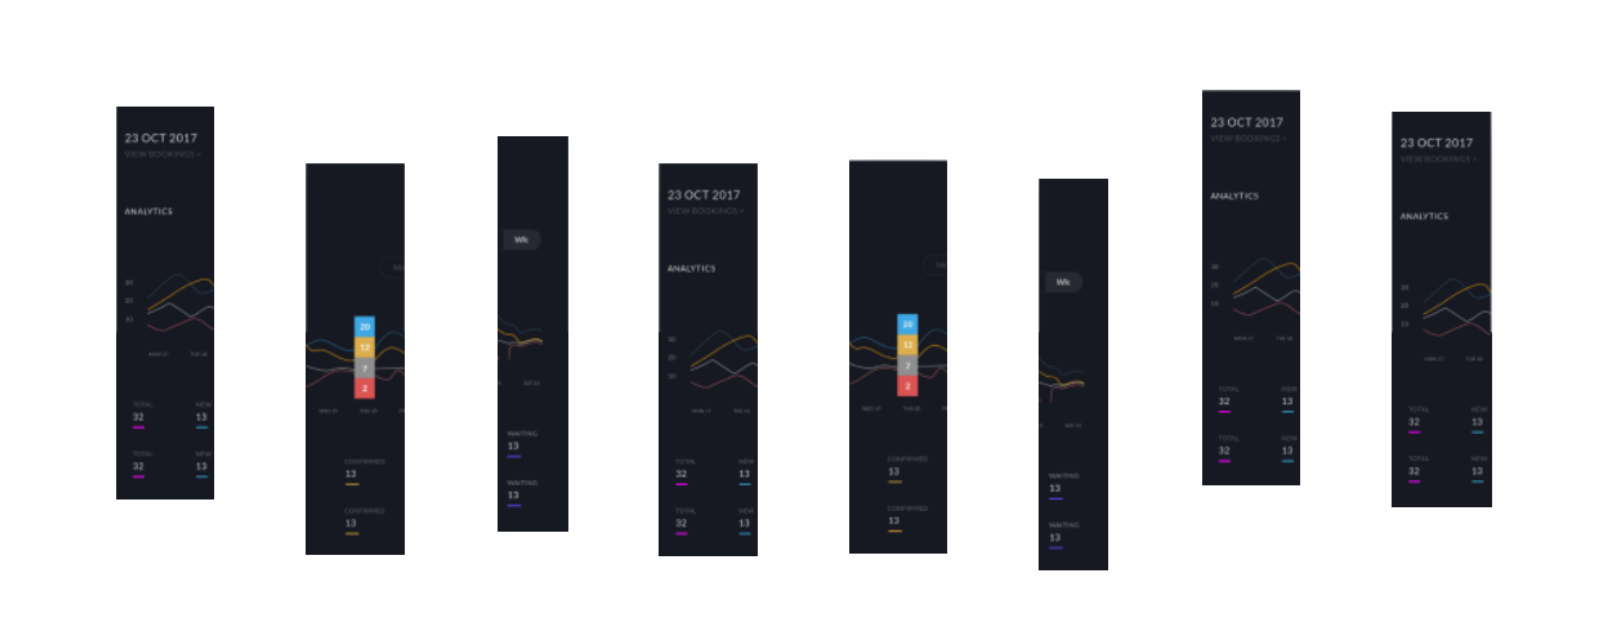 23 OCT 2017
VIEW BOOKINGS >
ANALYTICS
30
20
10
MON 17 TUE 18
TOTAL NEW
32 13
TOTAL NEW
32 13
20
12
7
2
WED 19 THU 20
CONFIRMED
13
CONFIRMED
13
Wk
SAT 22
WAITING
13
WAITING
13
23 OCT 2017
VIEW BOOKINGS >
ANALYTICS
30
20
10
MON 17 TUE 18
TOTAL NEW
32 13
TOTAL NEW
32 13
20
12
7
2
WED 19 THU 20
CONFIRMED
13
CONFIRMED
13
Wk
SAT 22
WAITING
13
WAITING
13
23 OCT 2017
VIEW BOOKINGS >
ANALYTICS
30
20
10
MON 17 TUE 18
TOTAL NEW
32 13
TOTAL NEW
32 13
23 OCT 2017
VIEW BOOKINGS >
ANALYTICS
30
20
10
MON 17 TUE 18
TOTAL NEW
32 13
TOTAL NEW
32 13